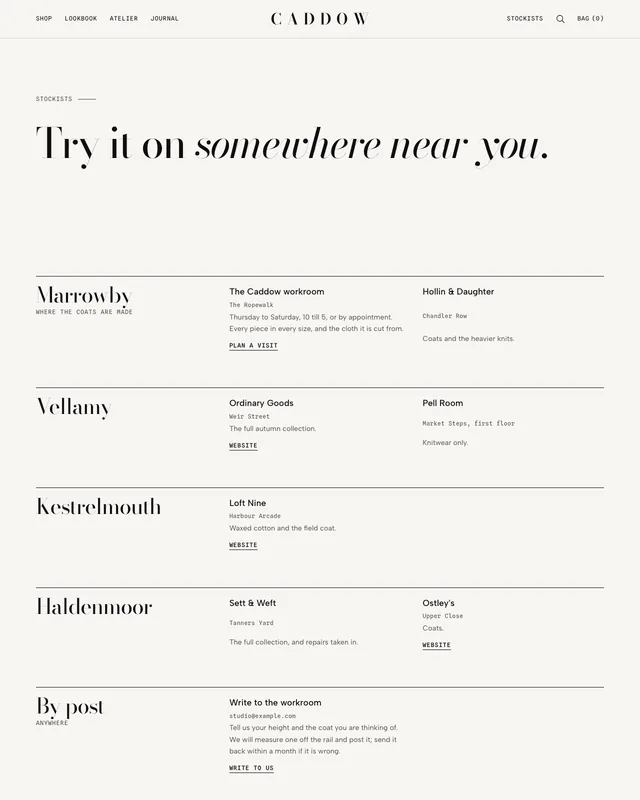 SHOP LOOKBOOK ATELIER JOURNAL
CADDOW
STOCKISTS BAG (0)
STOCKISTS
Try it on somewhere near you.
Marrowby
WHERE THE COATS ARE MADE
The Caddow workroom
The Ropewalk
Thursday to Saturday, 10 till 5, or by appointment.
Every piece in every size, and the cloth it is cut from.
PLAN A VISIT
Hollin & Daughter
Chandler Row
Coats and the heavier knits.
Vellamy
Ordinary Goods
Weir Street
The full autumn collection.
WEBSITE
Pell Room
Market Steps, first floor
Knitwear only.
Kestrelmouth
Loft Nine
Harbour Arcade
Waxed cotton and the field coat.
WEBSITE
Haldenmoor
Sett & Weft
Tanners Yard
The full collection, and repairs taken in.
Ostley's
Upper Close
Coats.
WEBSITE
By post
ANYWHERE
Write to the workroom
studio@example.com
Tell us your height and the coat you are thinking of.
We will measure one off the rail and post it; send it
back within a month if it is wrong.
WRITE TO US